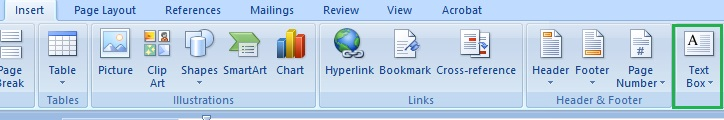 Insert Page Layout References Mailings Review View Acrobat
Page Break
Table
Picture
Clip Art
Shapes
SmartArt
Chart
Hyperlink
Bookmark
Cross-reference
Header
Footer
Page Number
#
A
Text Box
Tables
Illustrations
Links
Header & Footer